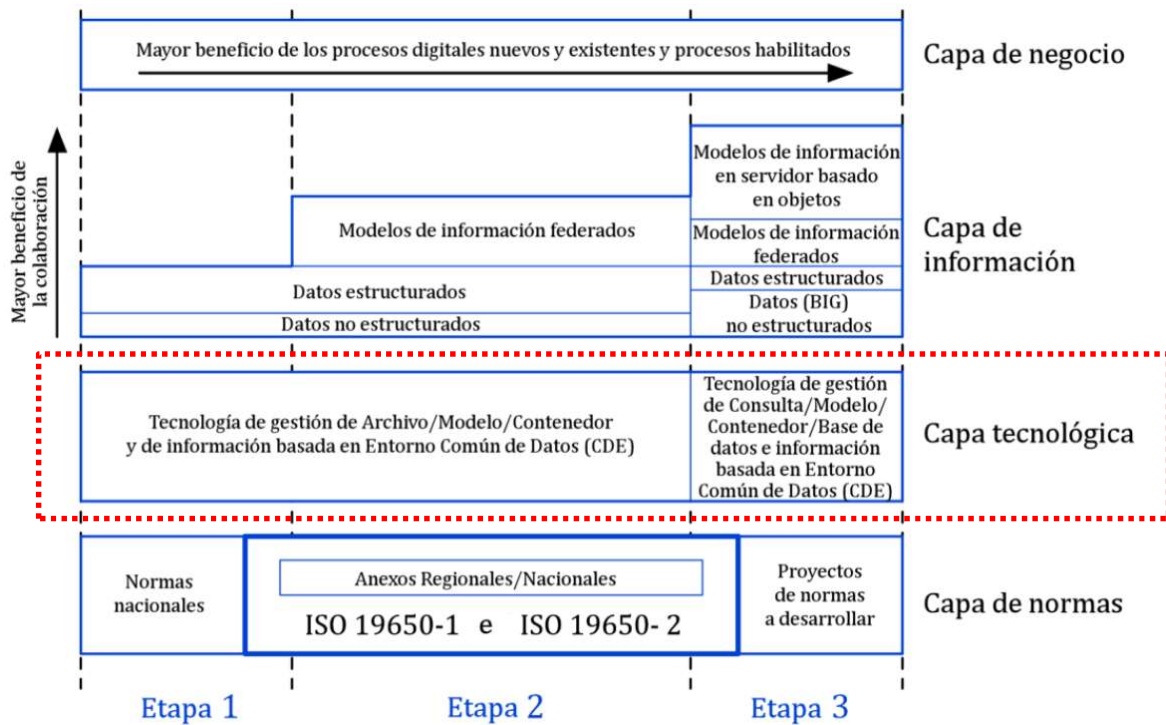 Mayor beneficio de los procesos digitales nuevos y existentes y procesos habilitados
Capa de negocio
Mayor beneficio de
la colaboración
Modelos de información
en servidor basado
en objetos
Modelos de información federados
Modelos de información
federados
Datos estructurados
Datos estructurados
Datos no estructurados
Datos (BIG)
no estructurados
Capa de
información
Tecnología de gestión de Archivo/Modelo/Contenedor
y de información basada en Entorno Común de Datos (CDE)
Tecnología de gestión
de Consulta/Modelo/
Contenedor/Base de
datos e información
basada en Entorno
Común de Datos (CDE)
Capa tecnológica
Normas
nacionales
Anexos Regionales/Nacionales
ISO 19650-1 e ISO 19650- 2
Proyectos
de normas
a desarrollar
Capa de normas
Etapa 1
Etapa 2
Etapa 3